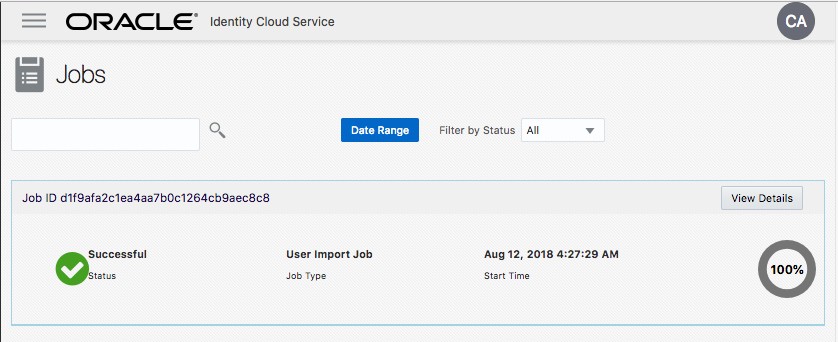 ORACLE® Identity Cloud Service
CA
Jobs
Date Range
Filter by Status
All
Job ID d1f9afa2c1ea4aa7b0c1264cb9aec8c8
View Details
Successful
Status
User Import Job
Job Type
Aug 12, 2018 4:27:29 AM
Start Time
100%